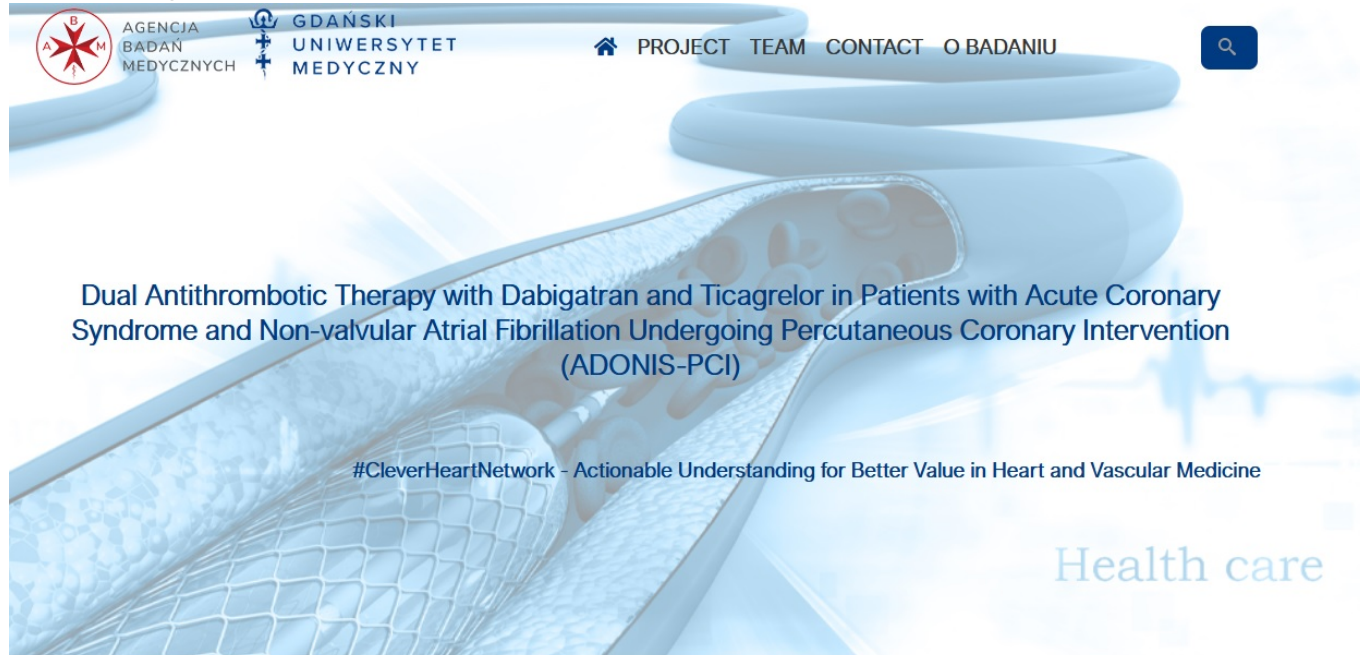 B
A M
AGENCJA
BADAŃ
MEDYCZNYCH
GDAŃSKI
UNIWERSYTET
MEDYCZNY
PROJECT TEAM CONTACT O BADANIU
Dual Antithrombotic Therapy with Dabigatran and Ticagrelor in Patients with Acute Coronary
Syndrome and Non-valvular Atrial Fibrillation Undergoing Percutaneous Coronary Intervention
(ADONIS-PCI)
#CleverHeartNetwork - Actionable Understanding for Better Value in Heart and Vascular Medicine
Health care